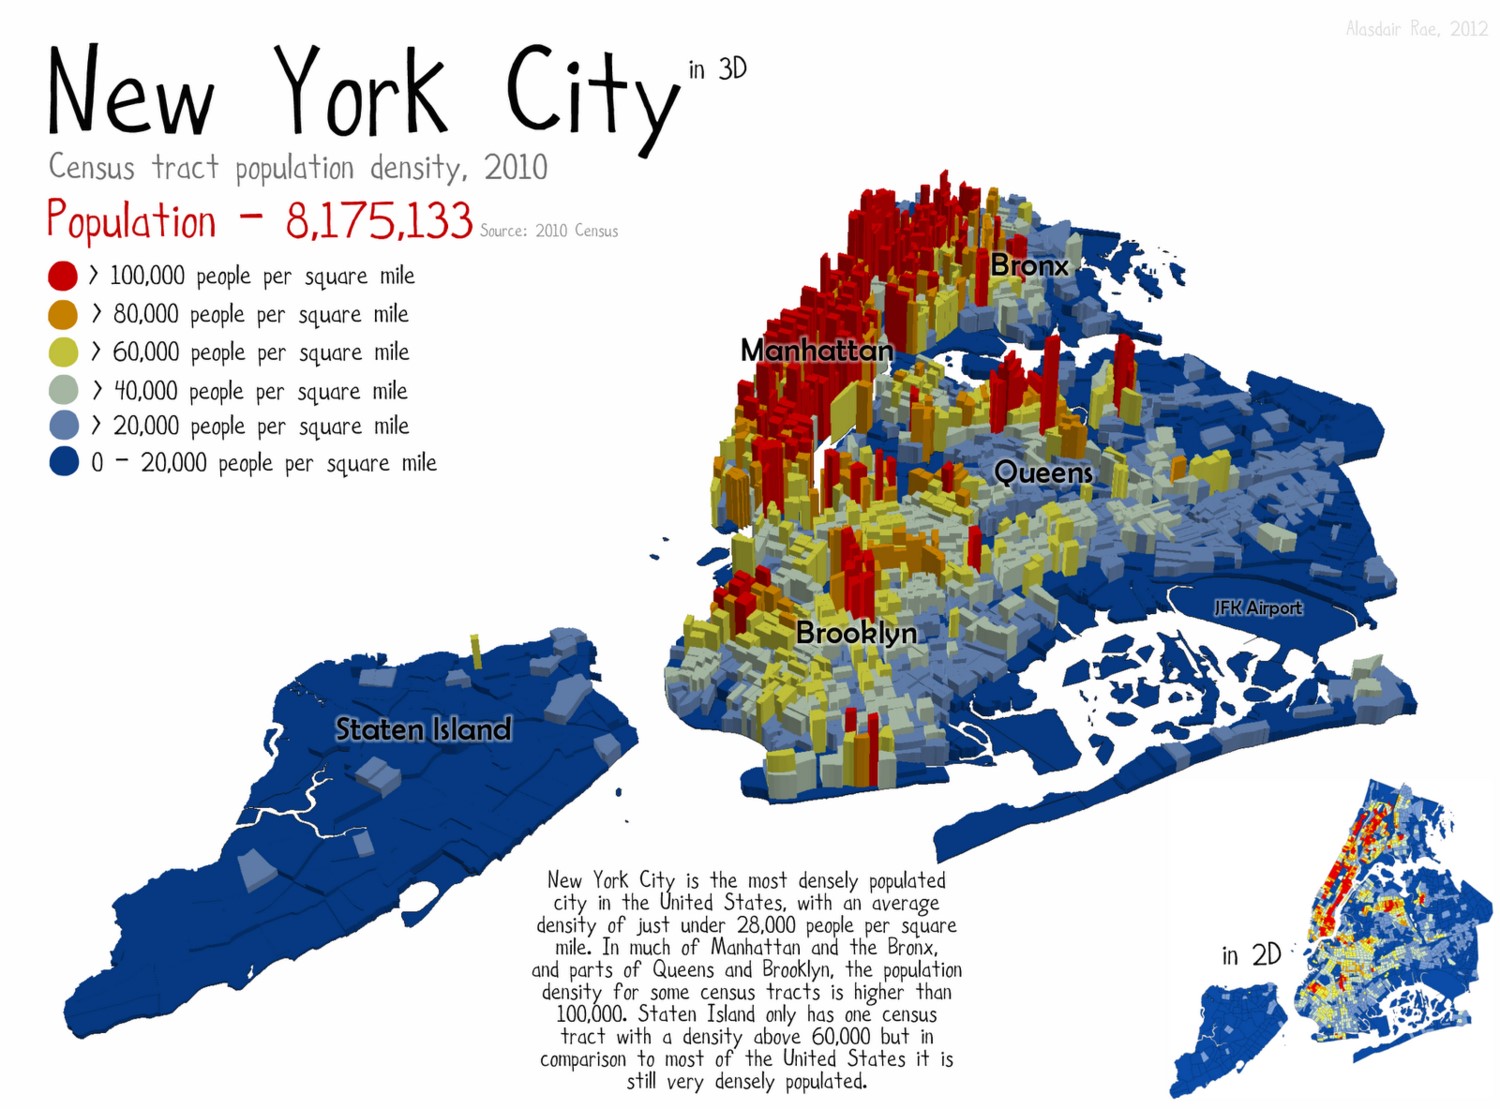 Alasdair Rae, 2012
New York City in 3D
Census tract population density, 2010
Population - 8,175,133 Source: 2010 Census
> 100,000 people per square mile
> 80,000 people per square mile
> 60,000 people per square mile
> 40,000 people per square mile
> 20,000 people per square mile
0 - 20,000 people per square mile
Bronx
Manhattan
Queens
JFK Airport
Brooklyn
Staten Island
New York City is the most densely populated
city in the United States, with an average
density of just under 28,000 people per square
mile. In much of Manhattan and the Bronx,
and parts of Queens and Brooklyn, the population
density for some census tracts is higher than
100,000. Staten Island only has one census
tract with a density above 60,000 but in
comparison to most of the United States it is
still very densely populated.
in 2D